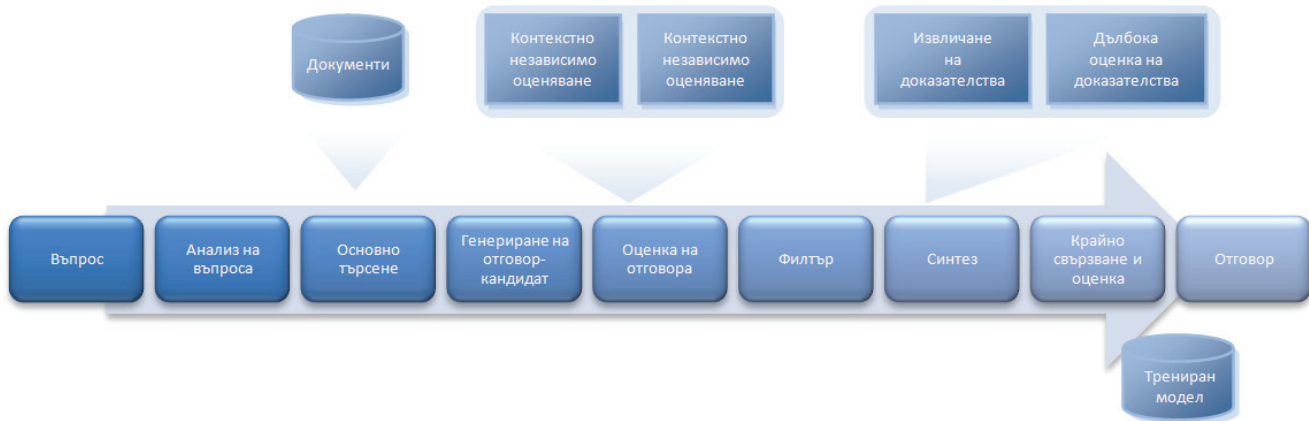 Документи
Контекстно
независимо
оценяване
Контекстно
независимо
оценяване
Извличане
на
доказателства
Дълбока
оценка на
доказателства
Въпрос
Анализ на
въпроса
Основно
търсене
Генериране на
отговор-
кандидат
Оценка на
отговора
Филтър
Синтез
Крайно
свързване и
оценка
Отговор
Трениран
модел